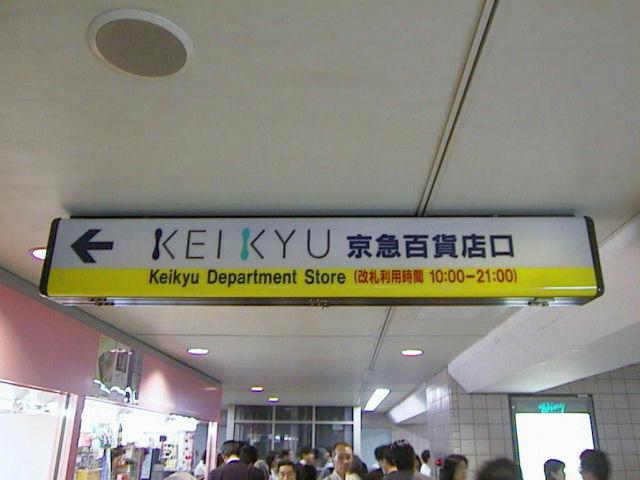 ← KEIKYU 京急百貨店口
Keikyu Department Store (改札利用時間 10:00−21:00)
Wing